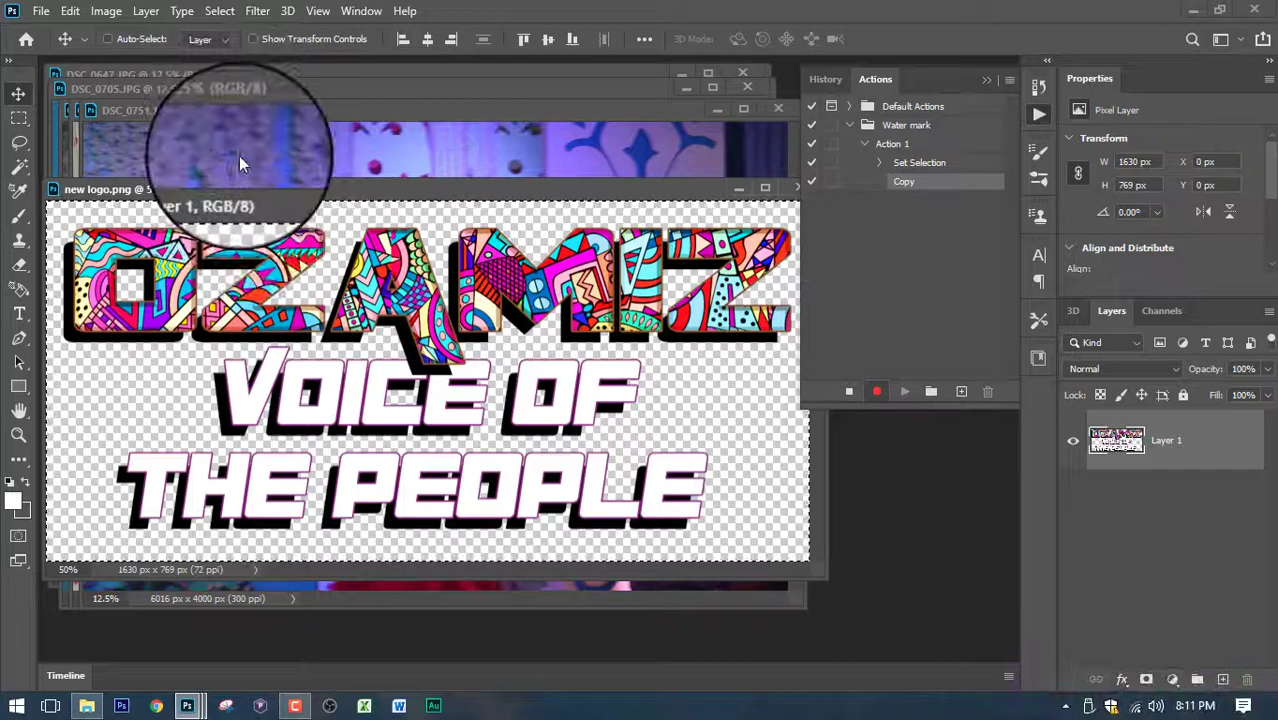 File Edit Image Layer Type Select Filter 3D View Window Help
Auto-Select: Layer Show Transform Controls 3D Mode:
DSC_0647.JPG @ 12.5%
DSC_0705.JPG @ 12.5% (RGB/8)
DSC_0751.
new logo.png @ 5
er 1, RGB/8)
OZAMIZ
VOICE OF
THE PEOPLE
50% 1630 px x 769 px (72 ppi)
12.5% 6016 px x 4000 px (300 ppi)
Timeline
History Actions
Default Actions
Water mark
Action 1
Set Selection
Copy
Properties
Pixel Layer
Transform
W 1630 px X 0 px
H 769 px Y 0 px
0.00°
Align and Distribute
Align:
3D Layers Channels
Kind
Normal Opacity: 100%
Lock: Fill: 100%
Layer 1
8:11 PM